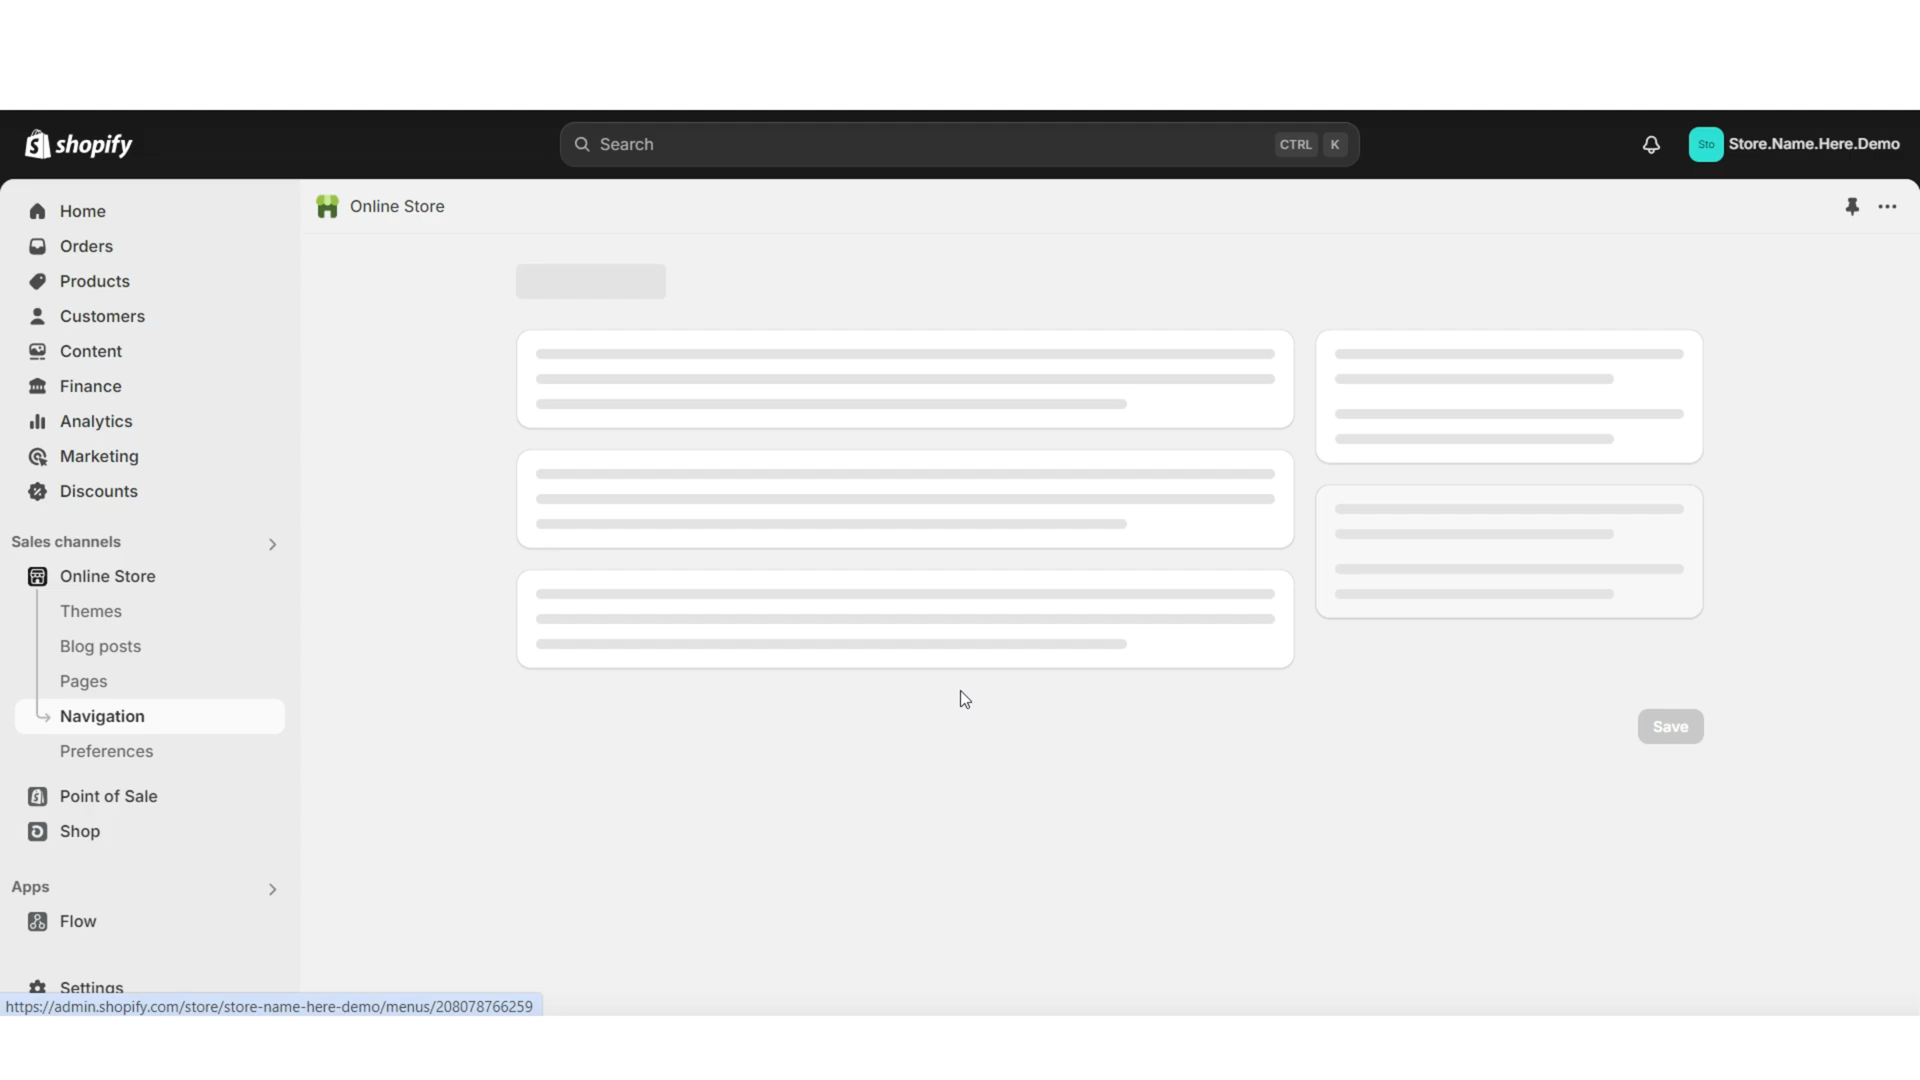 shopify
Search
CTRL K
Sto
Store.Name.Here.Demo
Home
Orders
Products
Customers
Content
Finance
Analytics
Marketing
Discounts
Sales channels
Online Store
Themes
Blog posts
Pages
Navigation
Preferences
Point of Sale
Shop
Apps
Flow
Settings
https://admin.shopify.com/store/store-name-here-demo/menus/208078766259
Online Store
Save